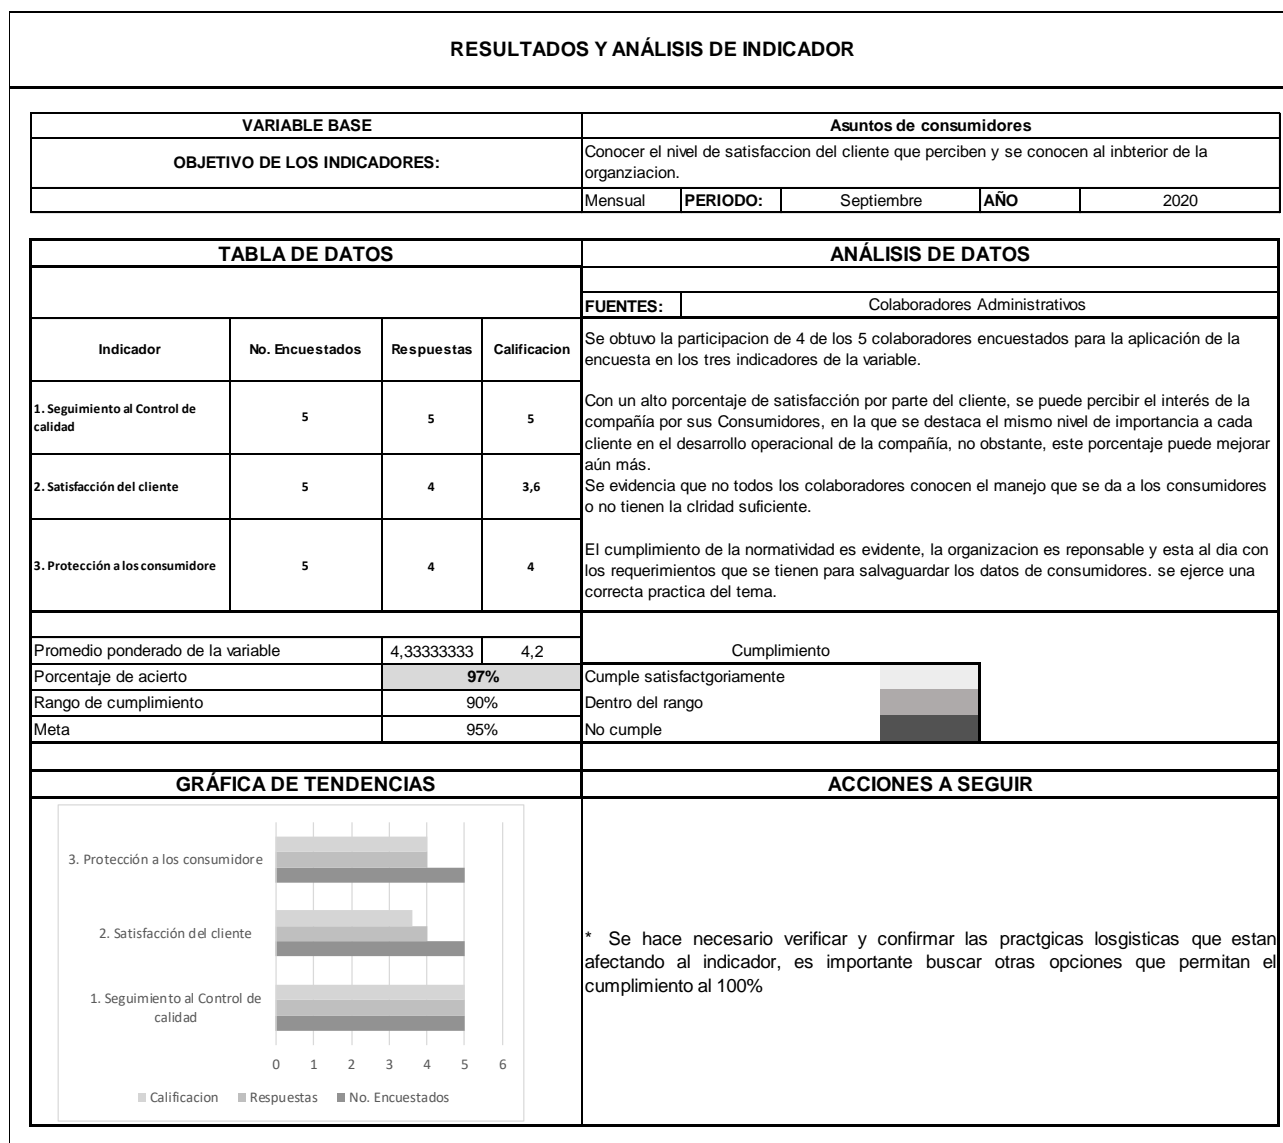 RESULTADOS Y ANÁLISIS DE INDICADOR
VARIABLE BASE
Asuntos de consumidores
OBJETIVO DE LOS INDICADORES:
Conocer el nivel de satisfaccion del cliente que perciben y se conocen al inbterior de la
organziacion.
Mensual PERIODO: Septiembre AÑO 2020
TABLA DE DATOS
ANÁLISIS DE DATOS
FUENTES: Colaboradores Administrativos
Indicador No. Encuestados Respuestas Calificacion
1. Seguimiento al Control de
calidad
5 5 5
2. Satisfacción del cliente 5 4 3,6
3. Protección a los consumidore 5 4 4
Se obtuvo la participacion de 4 de los 5 colaboradores encuestados para la aplicación de la
encuesta en los tres indicadores de la variable.
Con un alto porcentaje de satisfacción por parte del cliente, se puede percibir el interés de la
compañía por sus Consumidores, en la que se destaca el mismo nivel de importancia a cada
cliente en el desarrollo operacional de la compañía, no obstante, este porcentaje puede mejorar
aún más.
Se evidencia que no todos los colaboradores conocen el manejo que se da a los consumidores
o no tienen la clridad suficiente.
El cumplimiento de la normatividad es evidente, la organizacion es reponsable y esta al dia con
los requerimientos que se tienen para salvaguardar los datos de consumidores. se ejerce una
correcta practica del tema.
Promedio ponderado de la variable 4,33333333 4,2
Porcentaje de acierto 97%
Rango de cumplimiento 90%
Meta 95%
Cumplimiento
Cumple satisfactgoriamente
Dentro del rango
No cumple
GRÁFICA DE TENDENCIAS
3. Protección a los consumidore
2. Satisfacción del cliente
1. Seguimiento al Control de
calidad
0 1 2 3 4 5 6
Calificacion Respuestas No. Encuestados
ACCIONES A SEGUIR
* Se hace necesario verificar y confirmar las practgicas losgisticas que estan
afectando al indicador, es importante buscar otras opciones que permitan el
cumplimiento al 100%